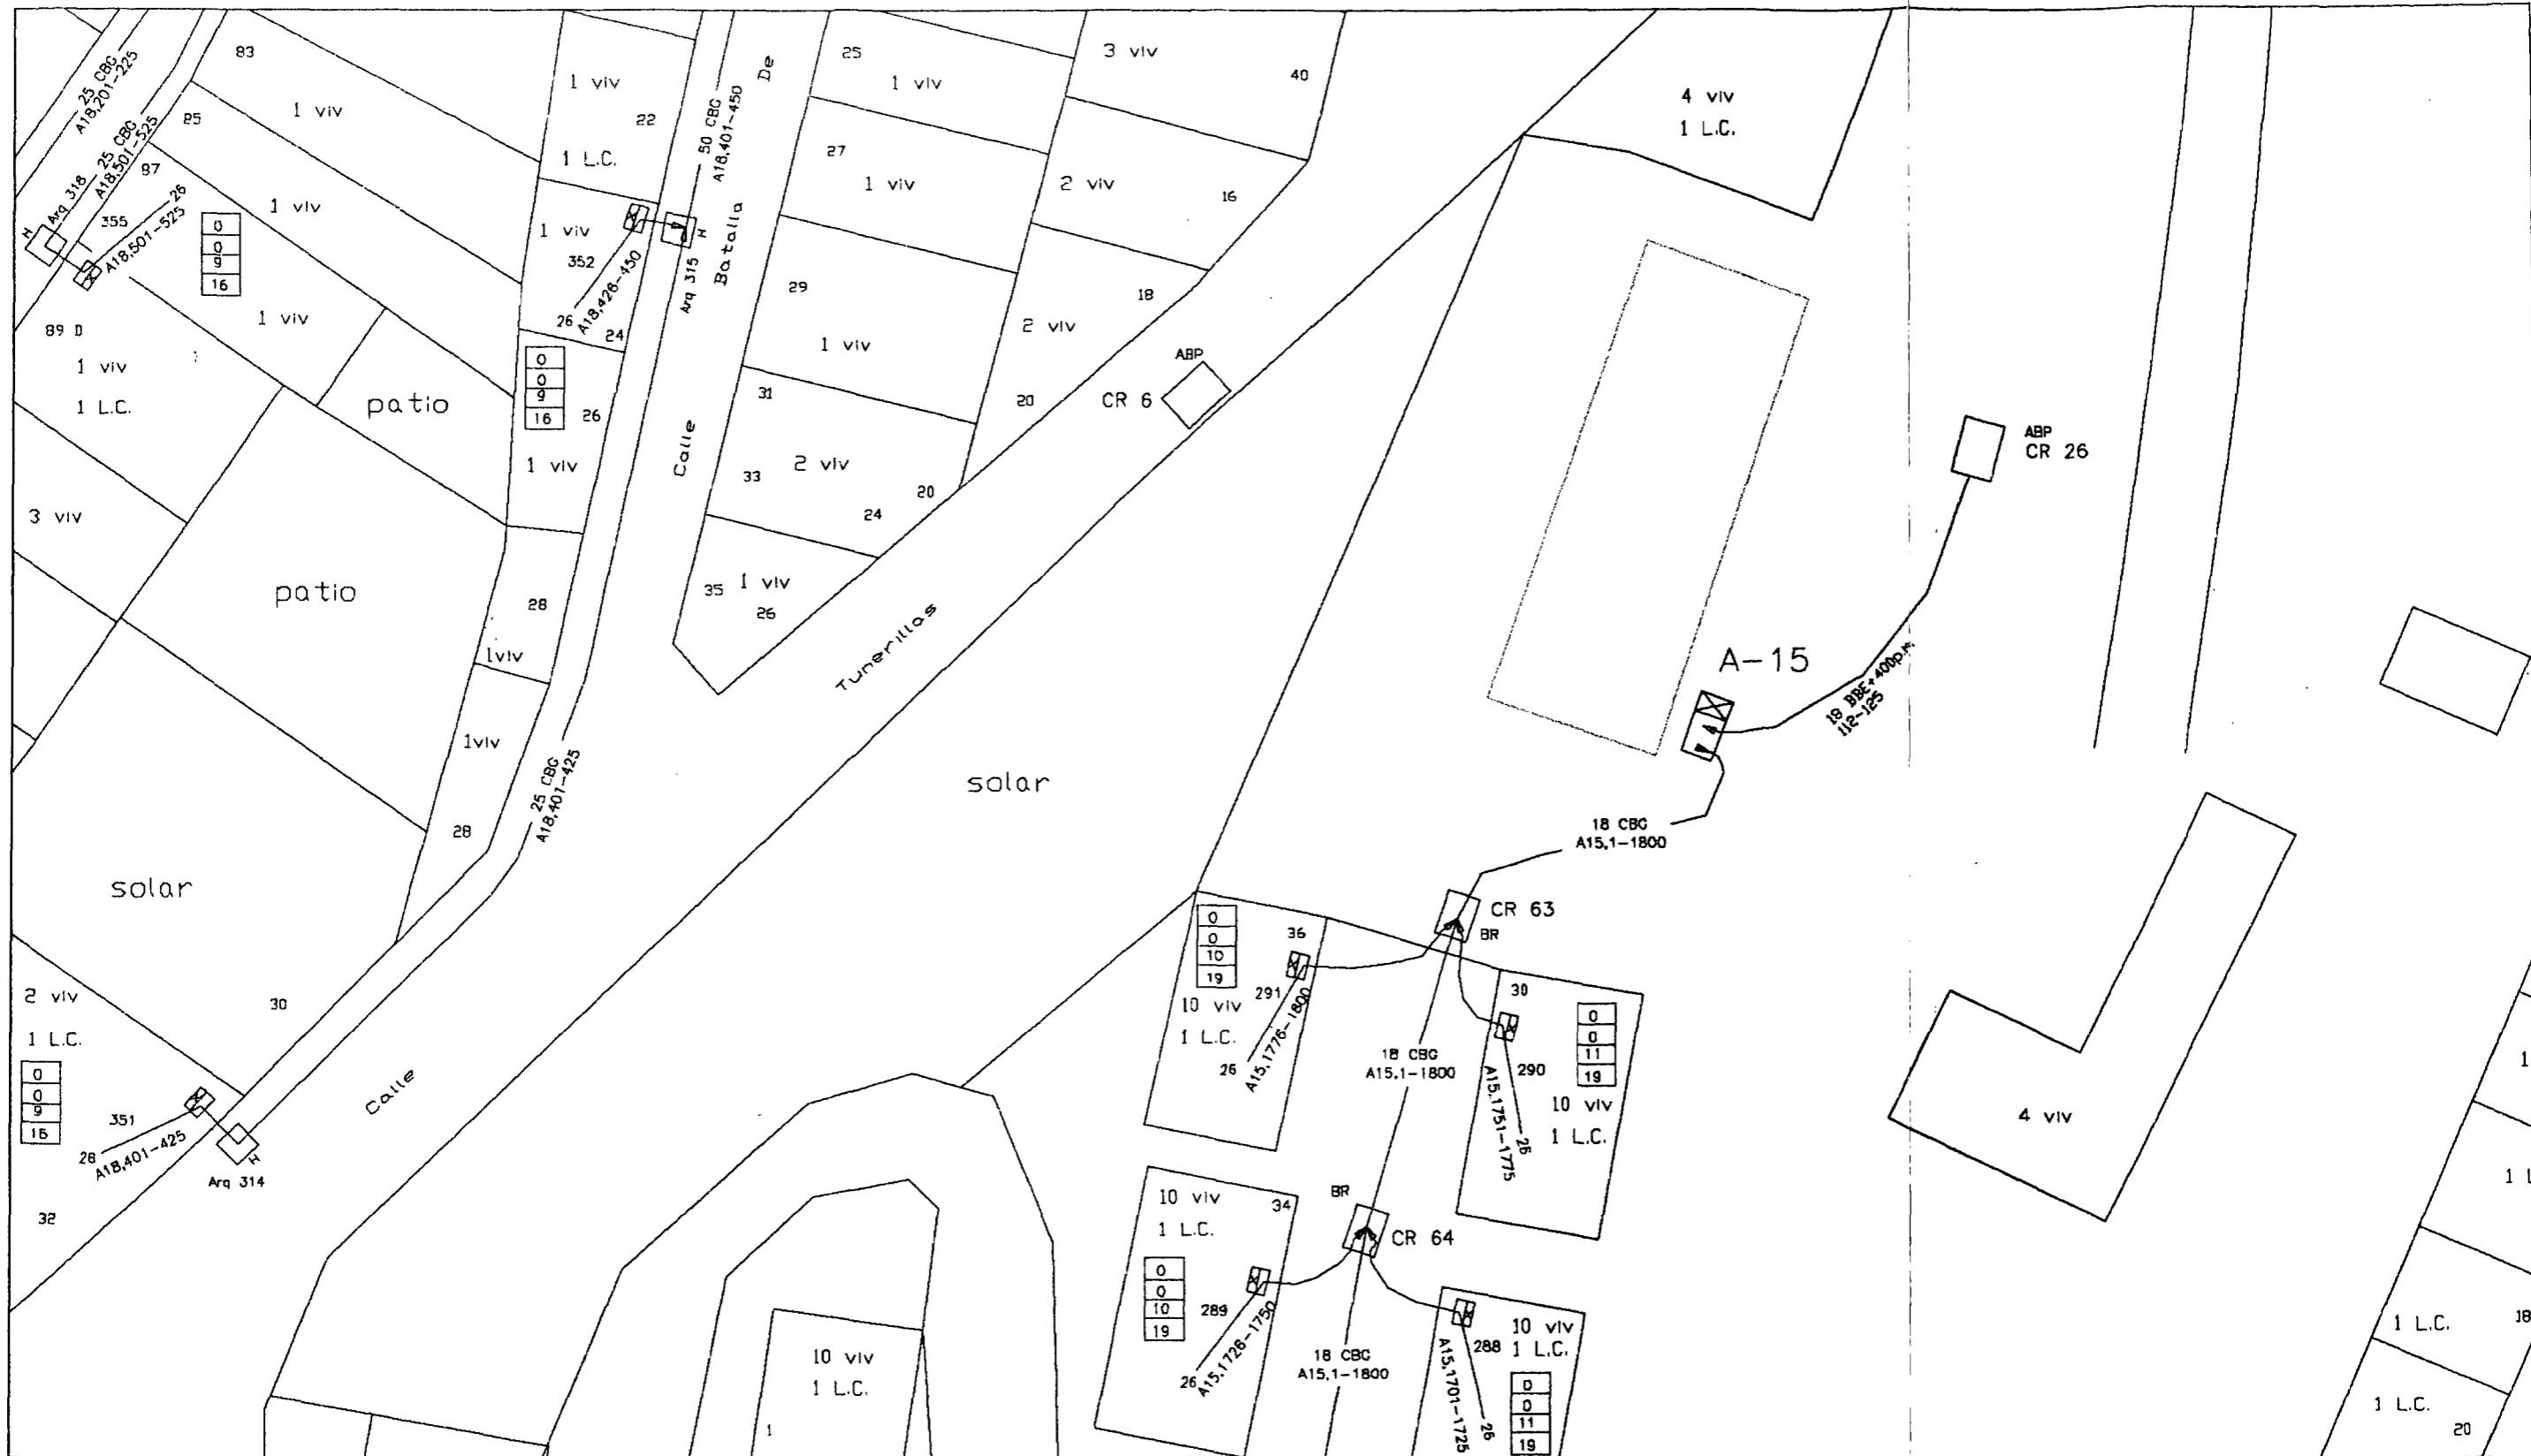 25 CBG
A18,201-225
25 CBG
A18,501-525
Arq 318
H
83
85
87
1 viv
1 viv
1 viv
355
26
A18,501-525
0
0
9
16
89 D
1 viv
1 L.C.
3 viv
patio
patio
solar
1 viv
22
1 L.C.
1 viv
352
26
A18,426-450
24
0
0
9
16
26
1 viv
28
1viv
1viv
28
50 CBG
A18,401-450
Arq 315
H
Calle
Batalla
De
25 CBG
A18,401-425
25
1 viv
27
1 viv
29
1 viv
31
33
2 viv
20
24
35
1 viv
26
3 viv
40
2 viv
16
18
2 viv
20
ABP
CR 6
Calle
Tunerillas
solar
4 viv
1 L.C.
ABP
CR 26
A-15
18 BBE+400p.r.
112-125
18 CBG
A15,1-1800
CR 63
BR
0
0
10
19
36
291
10 viv
1 L.C.
26
A15,1776-1800
18 CBG
A15,1-1800
30
0
0
11
19
290
10 viv
1 L.C.
A15,1751-1775
26
2 viv
1 L.C.
30
0
0
9
16
351
26
A18,401-425
H
Arq 314
32
10 viv
1 L.C.
34
BR
CR 64
0
0
10
19
289
26
A15,1726-1750
18 CBG
A15,1-1800
10 viv
1 L.C.
288
A15,1701-1725
26
0
0
11
19
10 viv
1 L.C.
1
4 viv
1
1 L
1 L.C.
18
1 L.C.
20